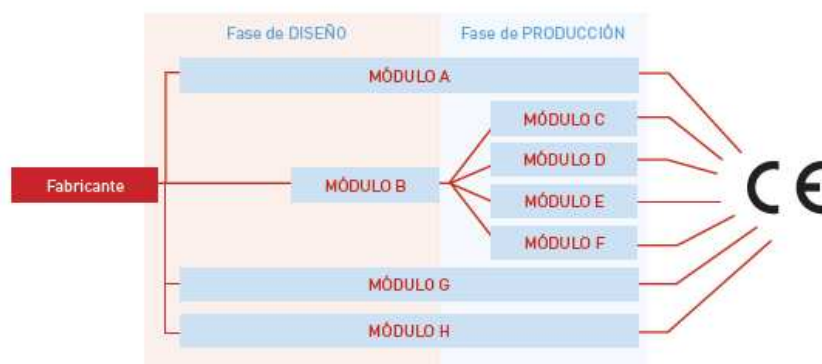 Fase de DISEÑO
Fase de PRODUCCIÓN
MÓDULO A
MÓDULO C
MÓDULO D
Fabricante
MÓDULO B
MÓDULO E
MÓDULO F
MÓDULO G
MÓDULO H
CE